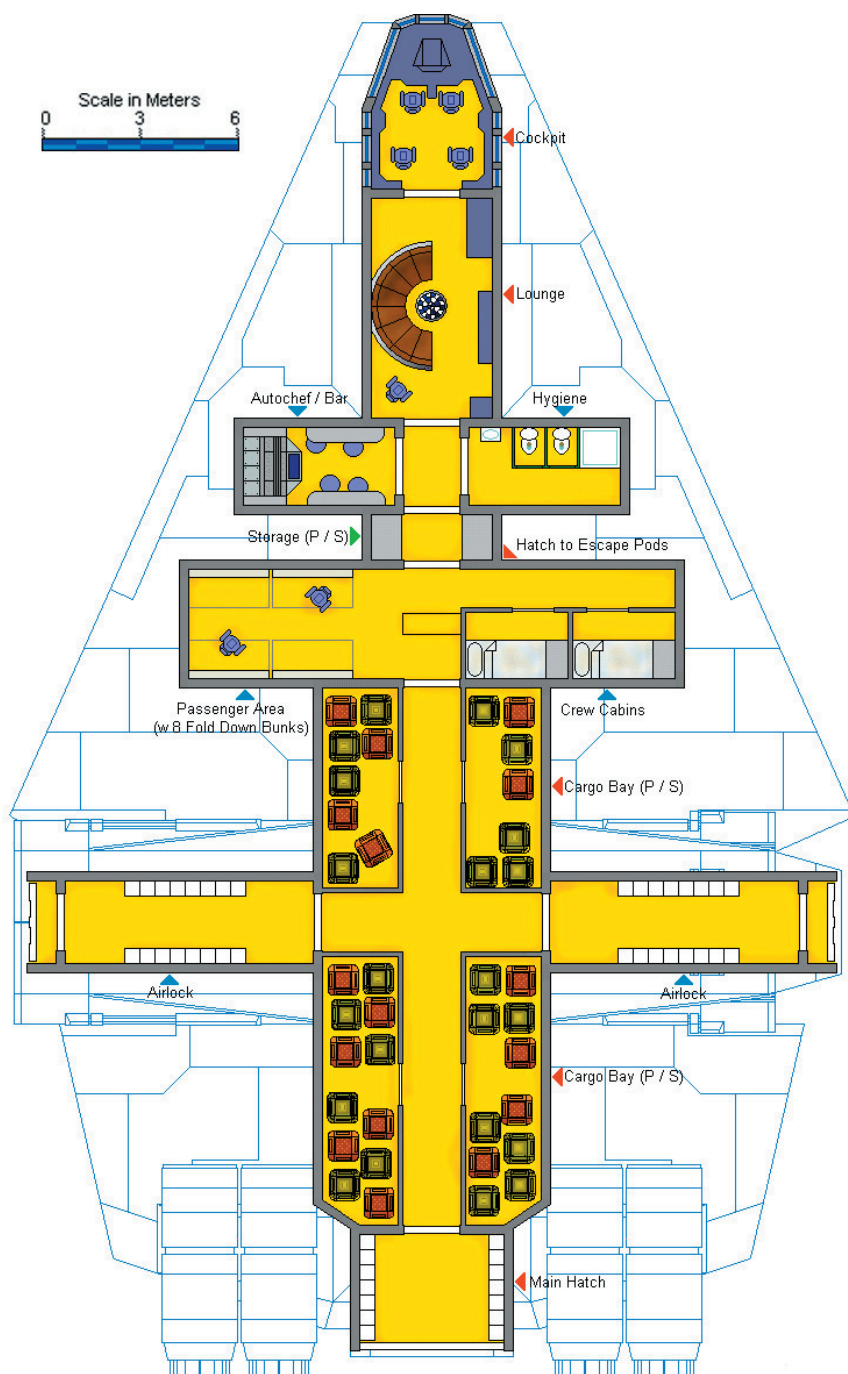 Scale in Meters
0 3 6
Cockpit
Lounge
Autochef / Bar
Hygiene
Storage (P / S)
Hatch to Escape Pods
Passenger Area
(w 8 Fold Down Bunks)
Crew Cabins
Cargo Bay (P / S)
Airlock
Airlock
Cargo Bay (P / S)
Main Hatch